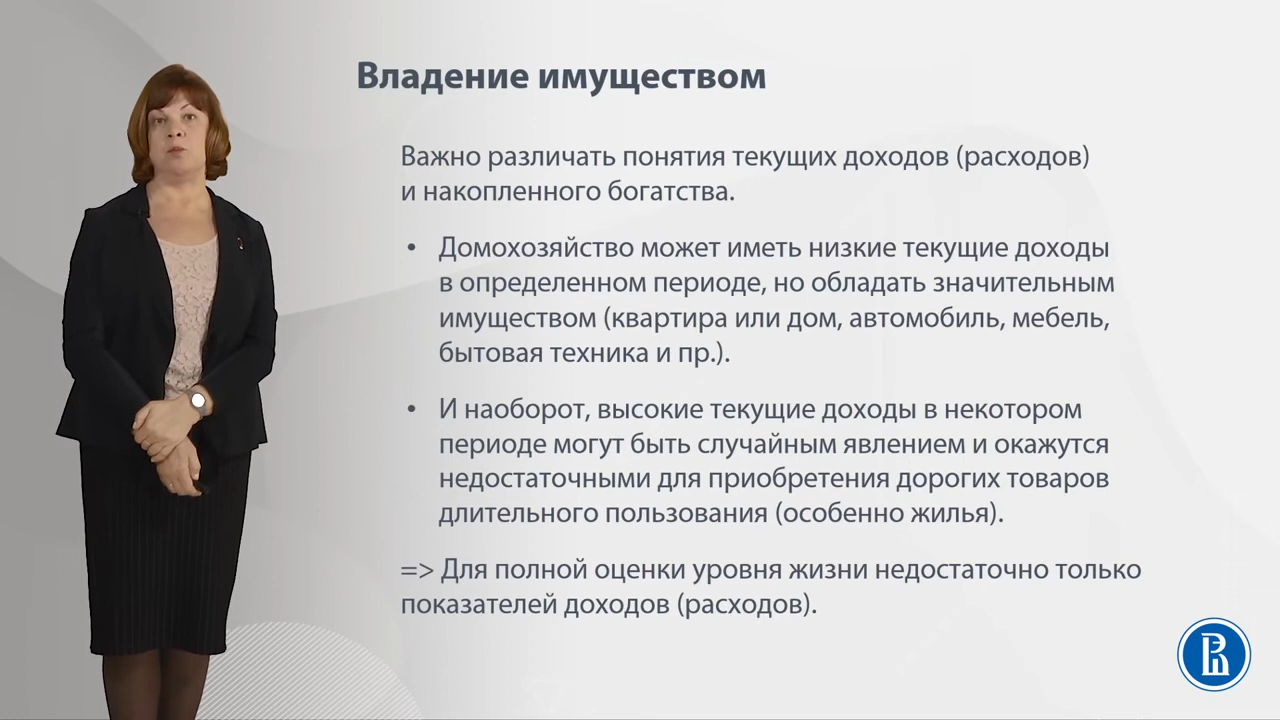 Владение имуществом
Важно различать понятия текущих доходов (расходов)
и накопленного богатства.
• Домохозяйство может иметь низкие текущие доходы
в определенном периоде, но обладать значительным
имуществом (квартира или дом, автомобиль, мебель,
бытовая техника и пр.).
• И наоборот, высокие текущие доходы в некотором
периоде могут быть случайным явлением и окажутся
недостаточными для приобретения дорогих товаров
длительного пользования (особенно жилья).
=> Для полной оценки уровня жизни недостаточно только
показателей доходов (расходов).